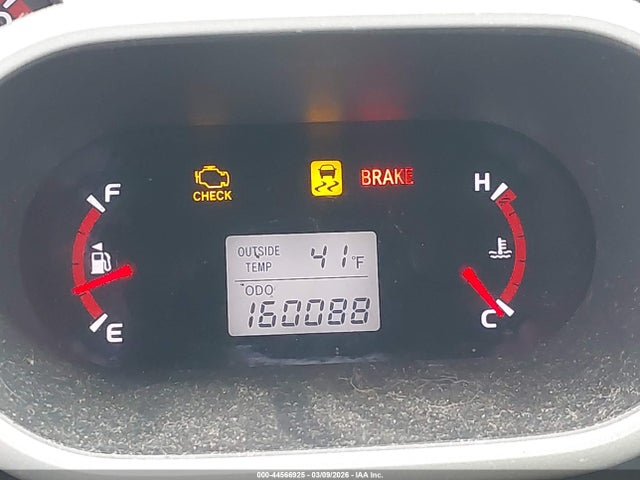 F
CHECK
BRAKE
H
OUTSIDE TEMP 41°F
ODO
160088
E
C
000-44566925 - 03/09/2026 - IAA Inc.